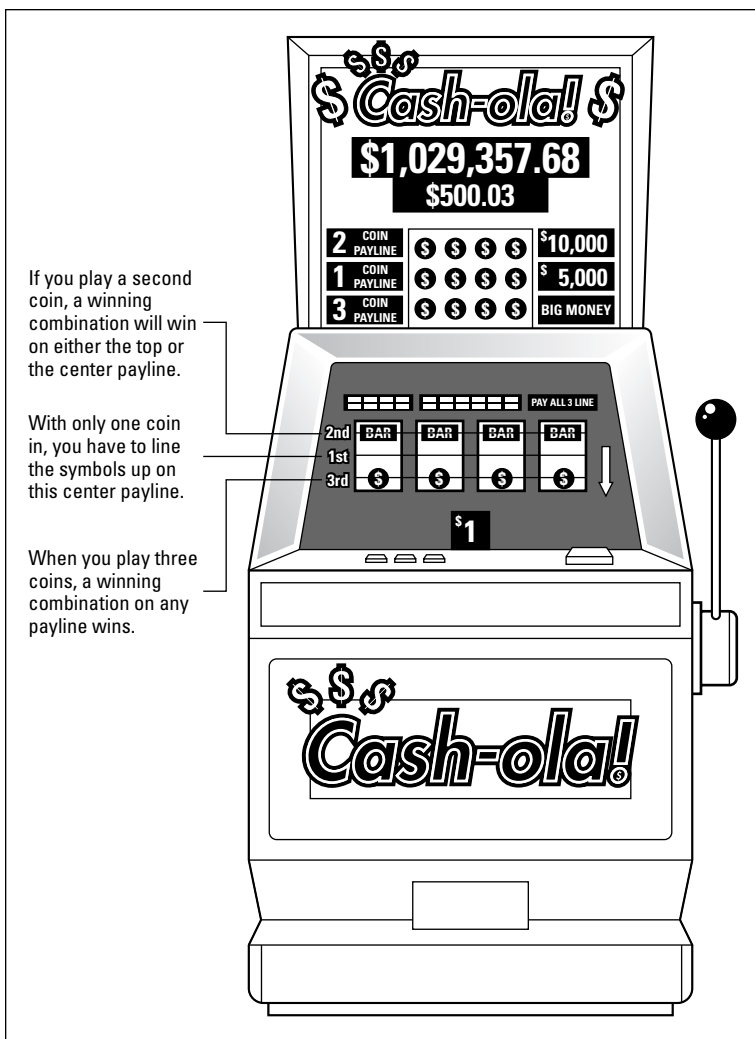 $ $ $
$ Cash-ola! $
$1,029,357.68
$500.03
2 COIN PAYLINE $ $ $ $ $10,000
1 COIN PAYLINE $ $ $ $ $ 5,000
3 COIN PAYLINE $ $ $ $ BIG MONEY
If you play a second
coin, a winning
combination will win
on either the top or
the center payline.
With only one coin
in, you have to line
the symbols up on
this center payline.
When you play three
coins, a winning
combination on any
payline wins.
PAY ALL 3 LINE
2nd BAR BAR BAR BAR
1st
3rd $ $ $ $
$1
$ $ $
Cash-ola!